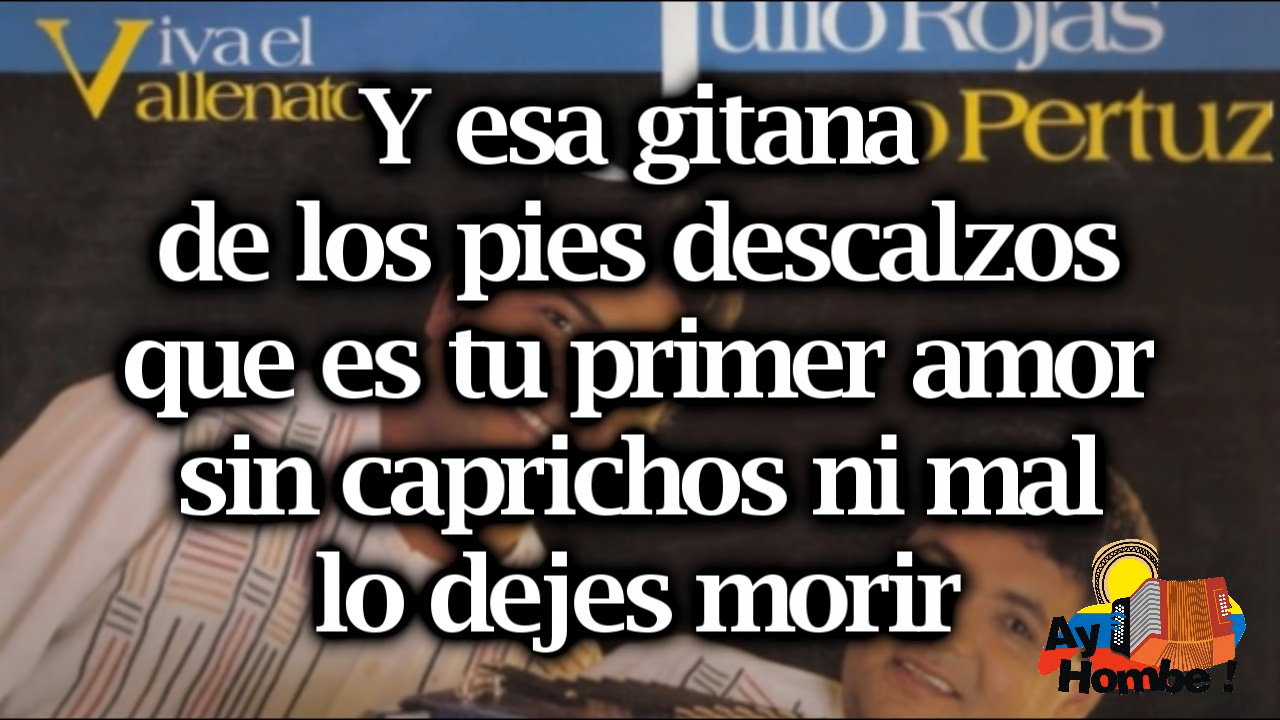 Viva el
Vallenato
Julio Rojas
Pertuz
Y esa gitana
de los pies descalzos
que es tu primer amor
sin caprichos ni mal
lo dejes morir
Ay
Hombe !